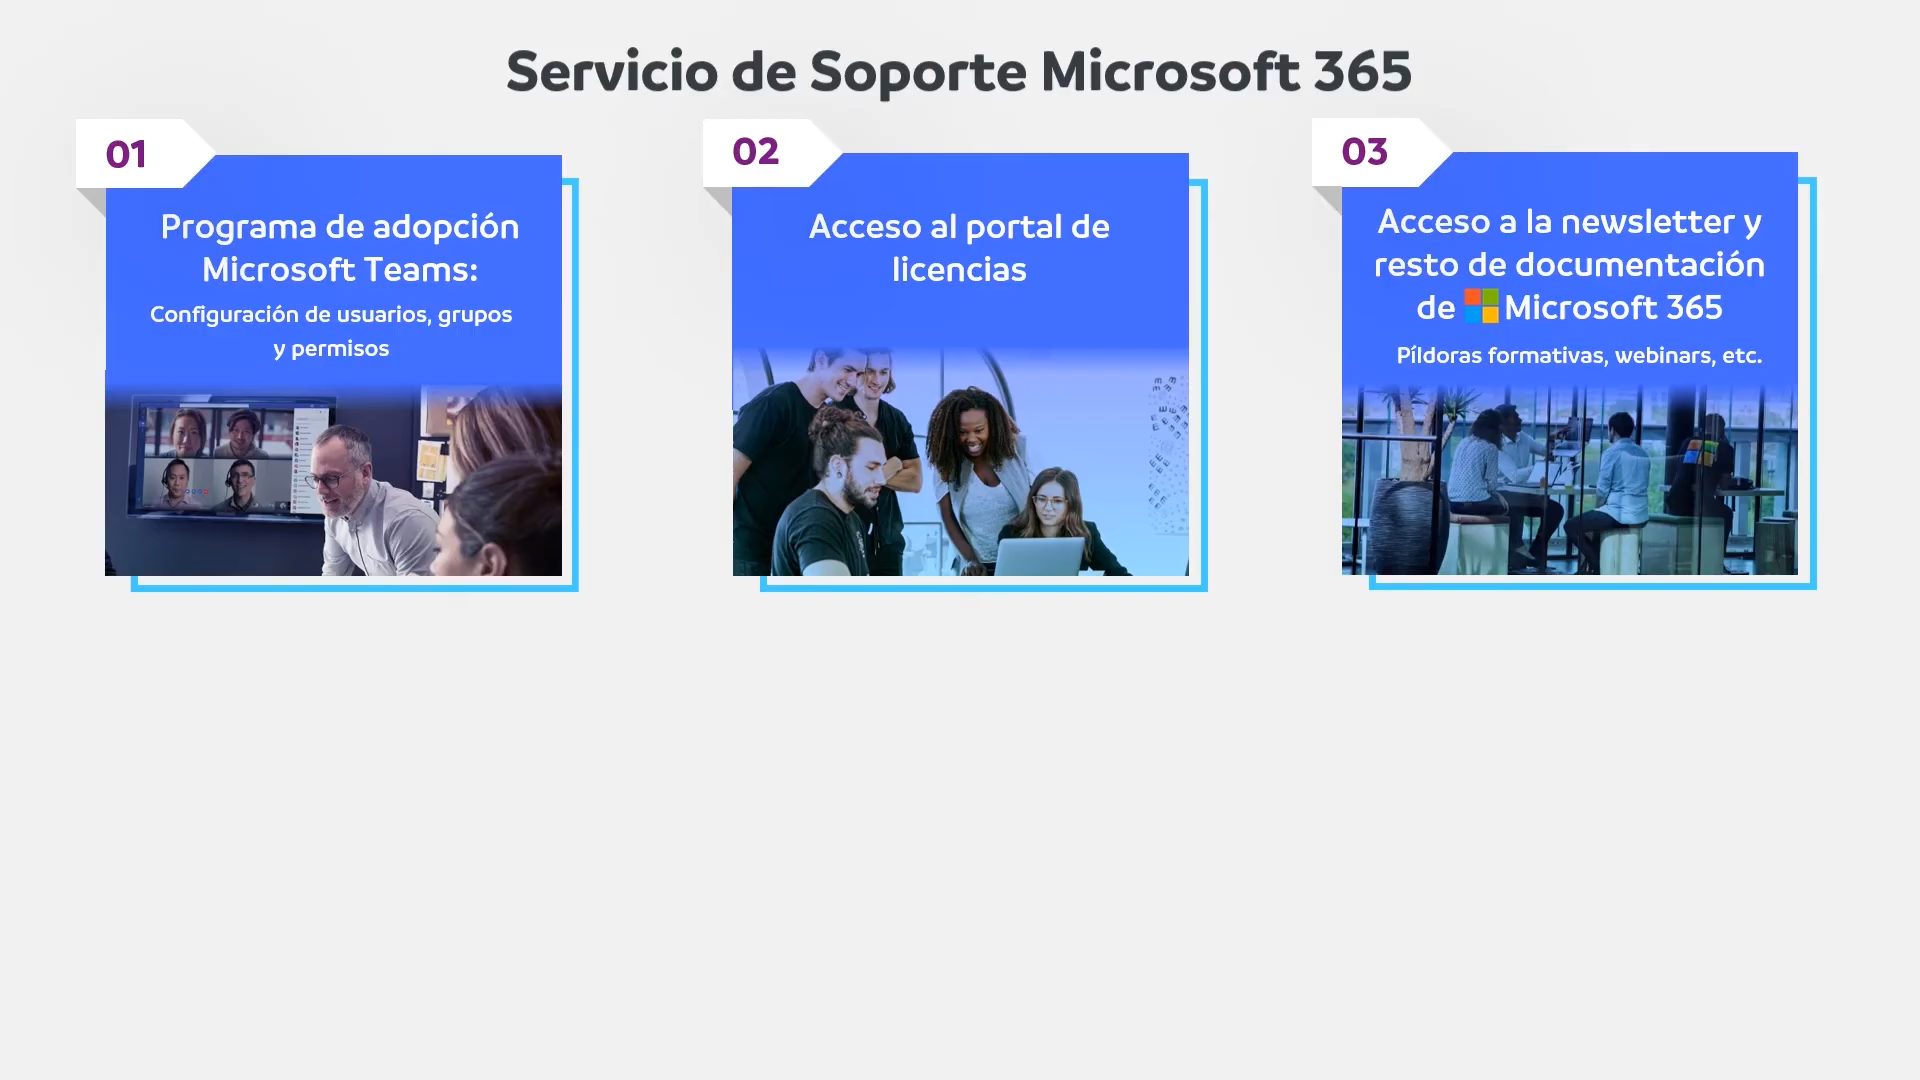 Servicio de Soporte Microsoft 365
01
Programa de adopción
Microsoft Teams:
Configuración de usuarios, grupos
y permisos
02
Acceso al portal de
licencias
03
Acceso a la newsletter y
resto de documentación
de Microsoft 365
Píldoras formativas, webinars, etc.